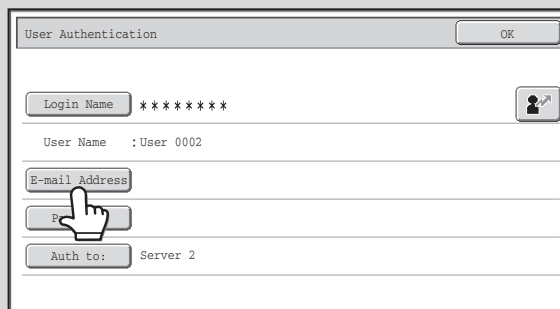 User Authentication
OK
Login Name ********
User Name :User 0002
E-mail Address
Auth to: Server 2